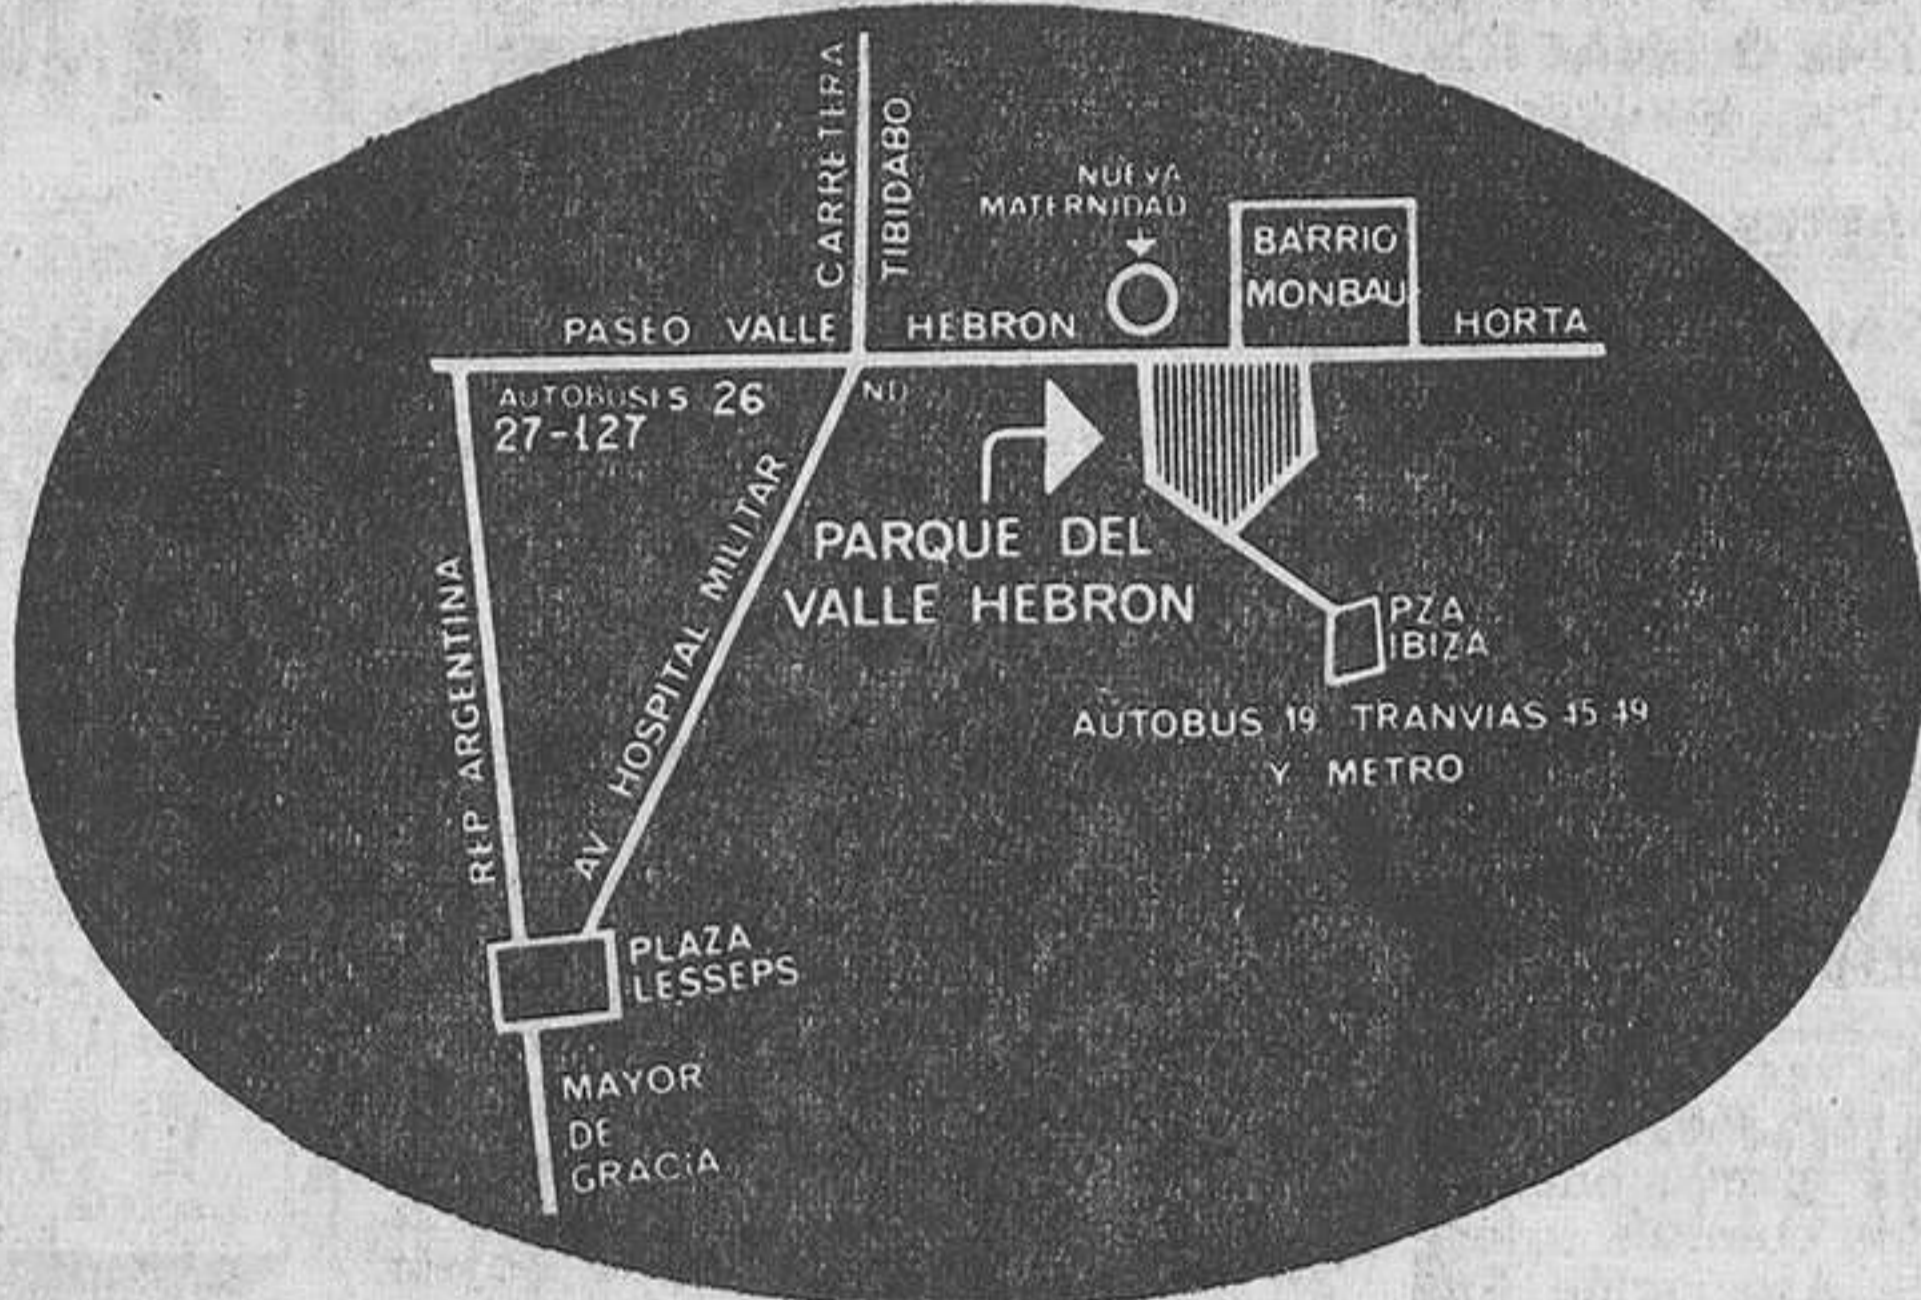 CARRETERA
TIBIDABO
NUEVA
MATERNIDAD
BARRIO
MONBAU
PASEO VALLE HEBRON
HORTA
AUTOBUSES 26
27-127
ND
PARQUE DEL
VALLE HEBRON
REP ARGENTINA
AV HOSPITAL MILITAR
PZA
IBIZA
AUTOBUS 19 TRANVIAS 45 49
Y METRO
PLAZA
LESSEPS
MAYOR
DE
GRACiA